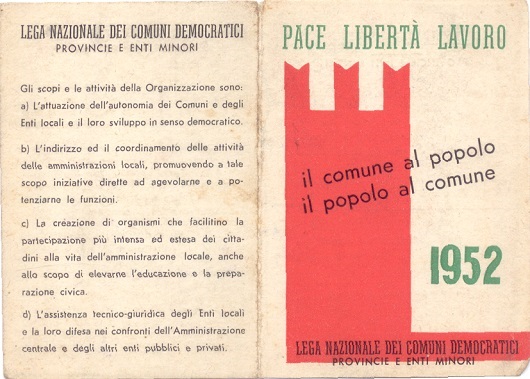 LEGA NAZIONALE DEI COMUNI DEMOCRATICI
PROVINCIE E ENTI MINORI
Gli scopi e le attività della Organizzazione sono:
a) L'attuazione dell'autonomia dei Comuni e degli
Enti locali e il loro sviluppo in senso democratico.
b) L'indirizzo ed il coordinamento delle attività
delle amministrazioni locali, promuovendo a tale
scopo iniziative dirette ad agevolarne e a po-
tenziarne le funzioni.
c) La creazione di organismi che facilitino la
partecipazione più intensa ed estesa dei citta-
dini alla vita dell'amministrazione locale, anche
allo scopo di elevarne l'educazione e la prepa-
razione civica.
d) L'assistenza tecnico-giuridica degli Enti locali
e la loro difesa nei confronti dell'Amministrazione
centrale e degli altri enti pubblici e privati.
PACE LIBERTÀ LAVORO
il comune al popolo
il popolo al comune
1952
LEGA NAZIONALE DEI COMUNI DEMOCRATICI
PROVINCIE E ENTI MINORI